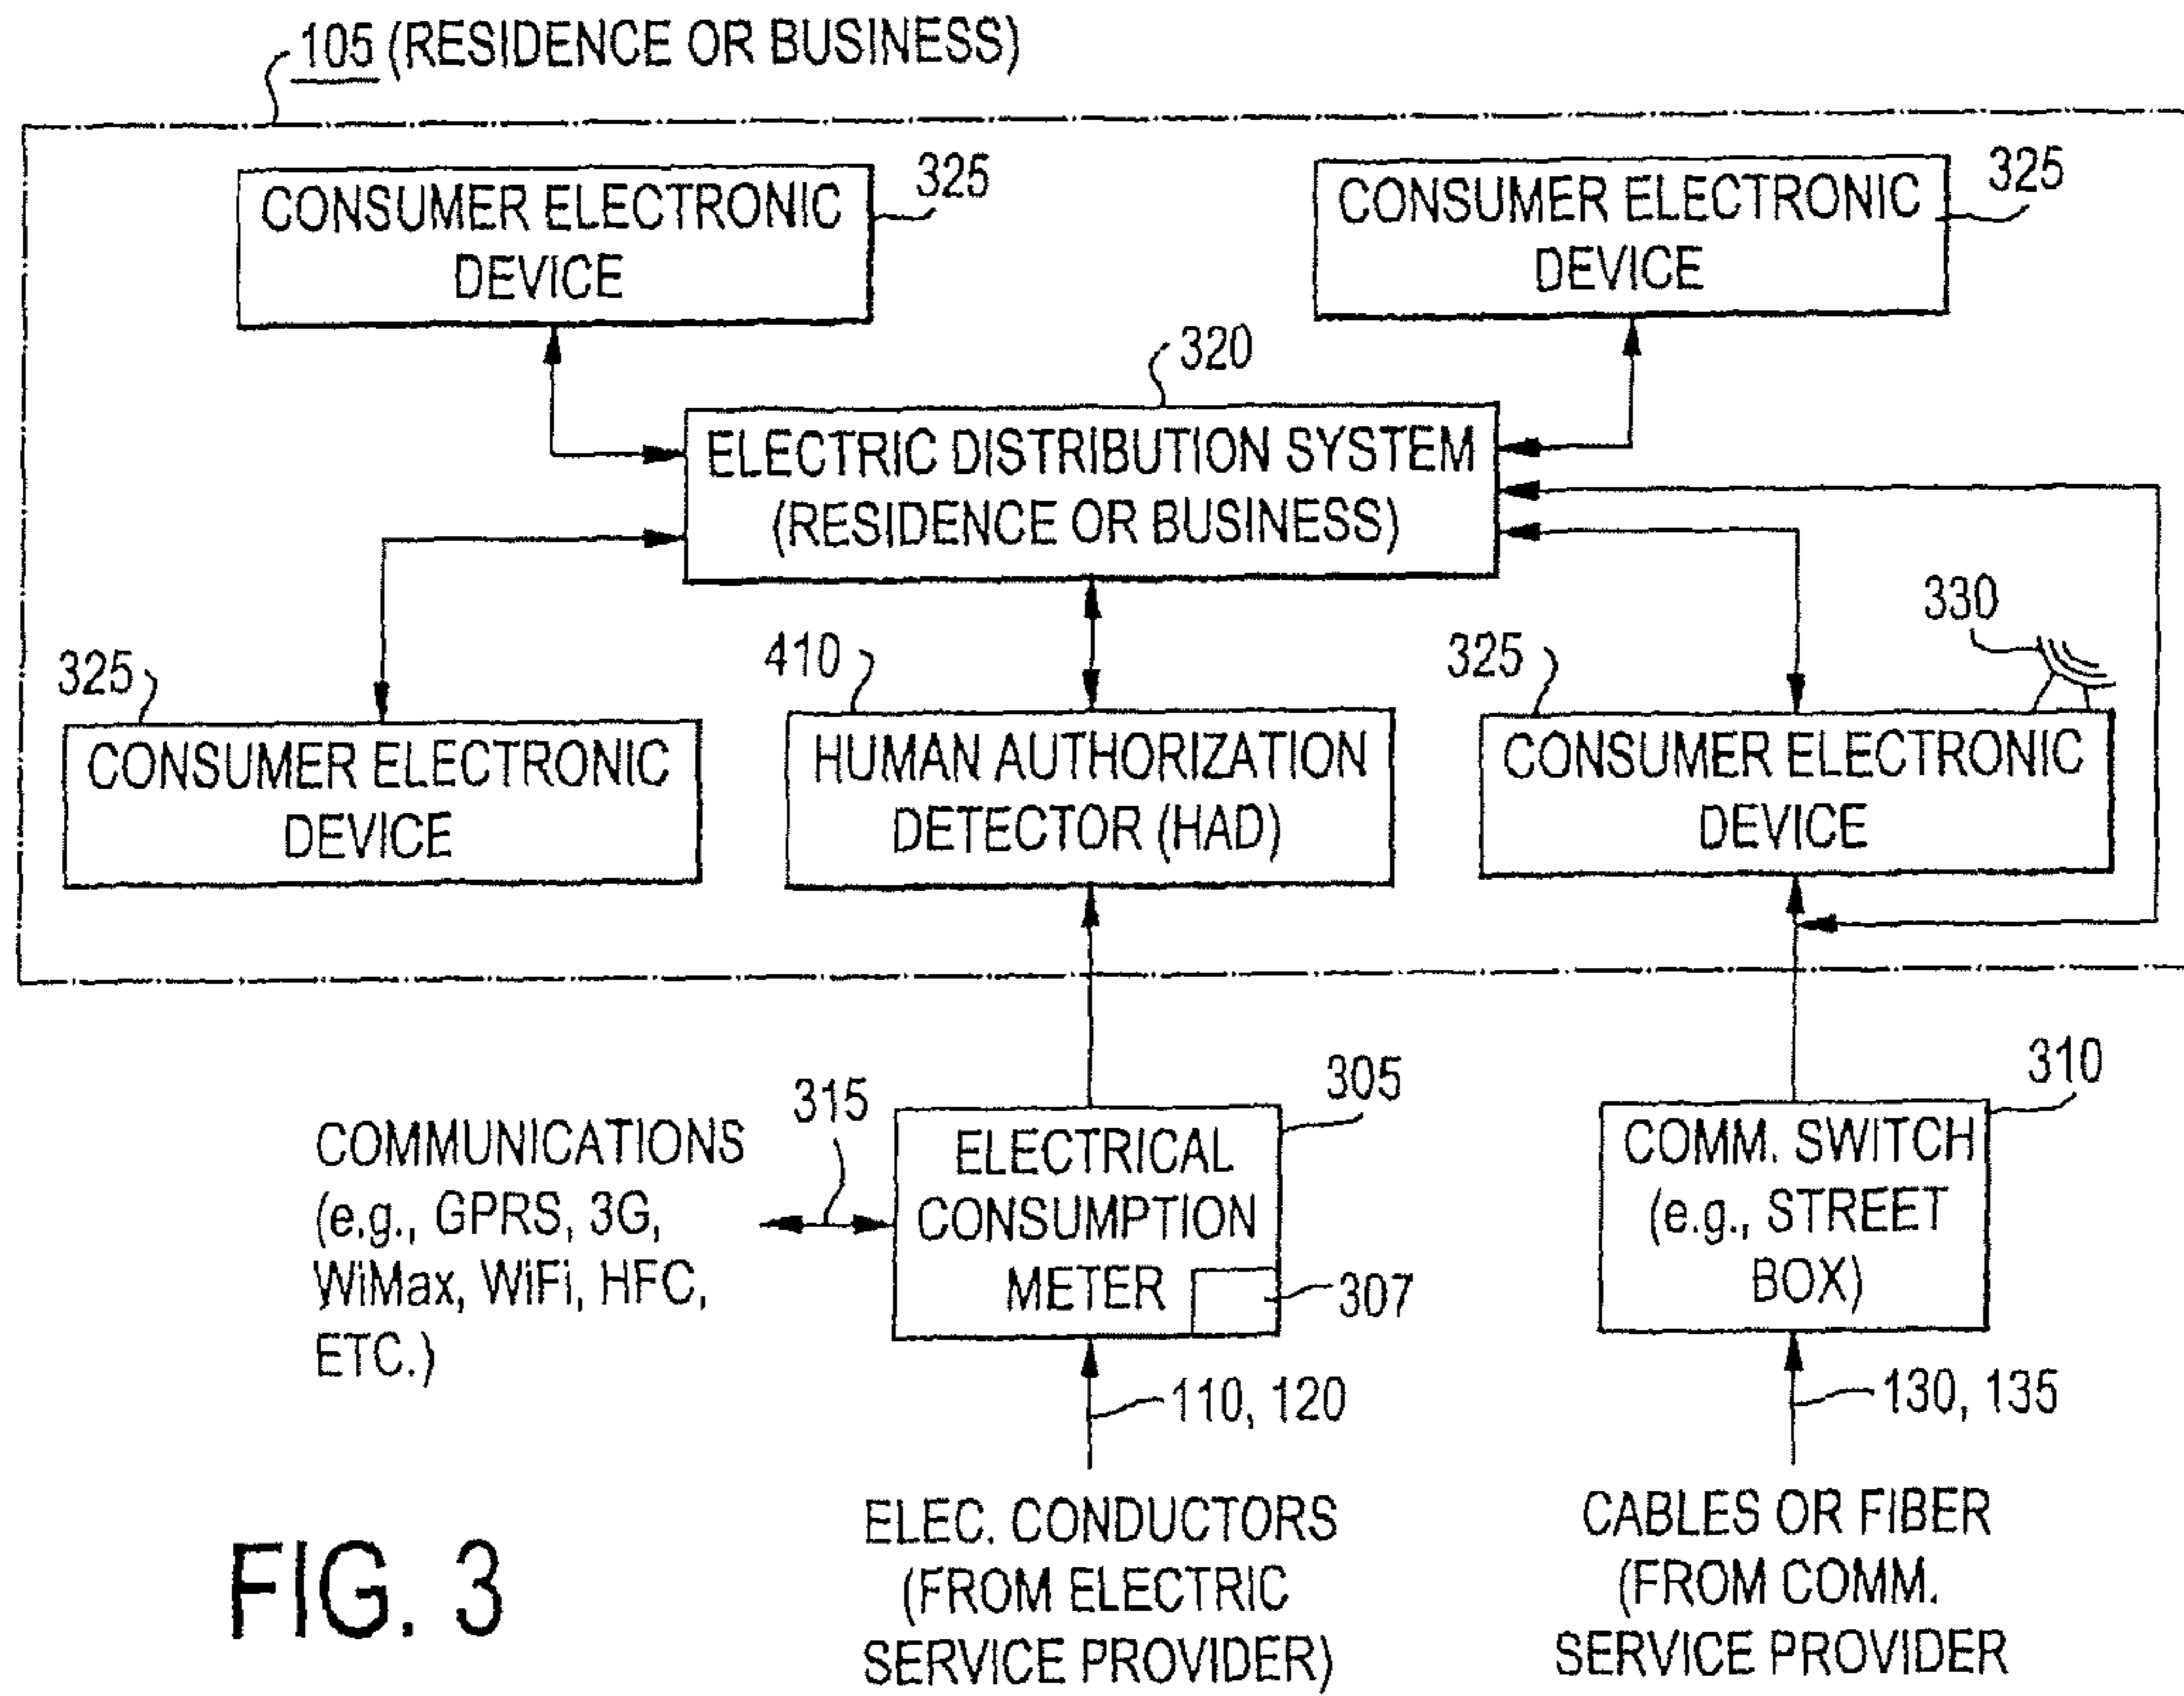 105 (RESIDENCE OR BUSINESS)
CONSUMER ELECTRONIC
DEVICE
325
CONSUMER ELECTRONIC
DEVICE
325
320
ELECTRIC DISTRIBUTION SYSTEM
(RESIDENCE OR BUSINESS)
325
CONSUMER ELECTRONIC
DEVICE
410
HUMAN AUTHORIZATION
DETECTOR (HAD)
325
330
CONSUMER ELECTRONIC
DEVICE
COMMUNICATIONS
(e.g., GPRS, 3G,
WiMax, WiFi, HFC,
ETC.)
315
305
ELECTRICAL
CONSUMPTION
METER
307
310
COMM. SWITCH
(e.g., STREET
BOX)
110, 120
130, 135
ELEC. CONDUCTORS
(FROM ELECTRIC
SERVICE PROVIDER)
CABLES OR FIBER
(FROM COMM.
SERVICE PROVIDER
FIG. 3